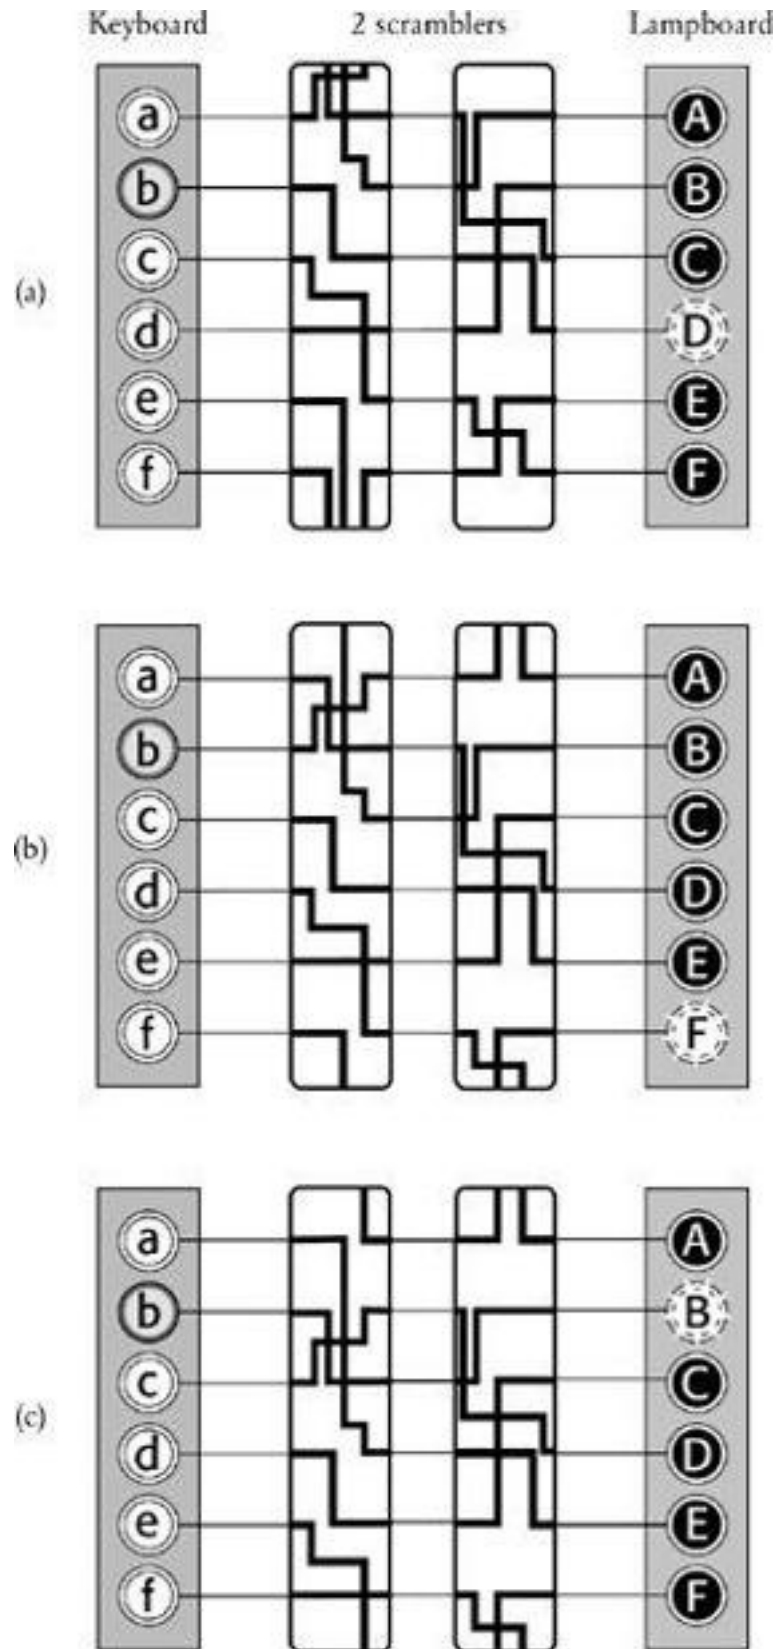 Keyboard 2 scramblers Lampboard
a A
b B
c C
(a)
d D
e E
f F
a A
b B
c C
(b)
d D
e E
f F
a A
b B
c C
(c)
d D
e E
f F